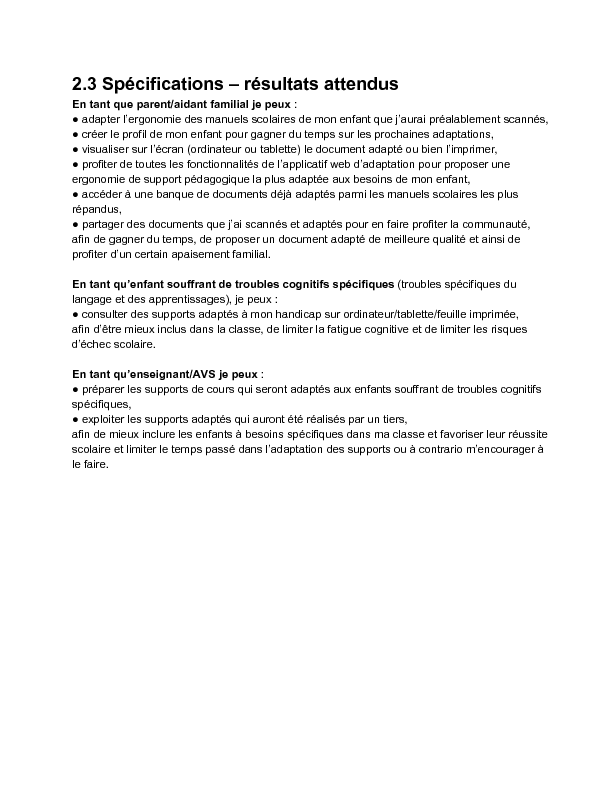 2.3 Spécifications – résultats attendus
En tant que parent/aidant familial je peux :
● adapter l’ergonomie des manuels scolaires de mon enfant que j’aurai préalablement scannés,
● créer le profil de mon enfant pour gagner du temps sur les prochaines adaptations,
● visualiser sur l’écran (ordinateur ou tablette) le document adapté ou bien l’imprimer,
● profiter de toutes les fonctionnalités de l’applicatif web d’adaptation pour proposer une
ergonomie de support pédagogique la plus adaptée aux besoins de mon enfant,
● accéder à une banque de documents déjà adaptés parmi les manuels scolaires les plus
répandus,
● partager des documents que j’ai scannés et adaptés pour en faire profiter la communauté,
afin de gagner du temps, de proposer un document adapté de meilleure qualité et ainsi de
profiter d’un certain apaisement familial.
En tant qu’enfant souffrant de troubles cognitifs spécifiques (troubles spécifiques du
langage et des apprentissages), je peux :
● consulter des supports adaptés à mon handicap sur ordinateur/tablette/feuille imprimée,
afin d’être mieux inclus dans la classe, de limiter la fatigue cognitive et de limiter les risques
d’échec scolaire.
En tant qu’enseignant/AVS je peux :
● préparer les supports de cours qui seront adaptés aux enfants souffrant de troubles cognitifs
spécifiques,
● exploiter les supports adaptés qui auront été réalisés par un tiers,
afin de mieux inclure les enfants à besoins spécifiques dans ma classe et favoriser leur réussite
scolaire et limiter le temps passé dans l’adaptation des supports ou à contrario m’encourager à
le faire.